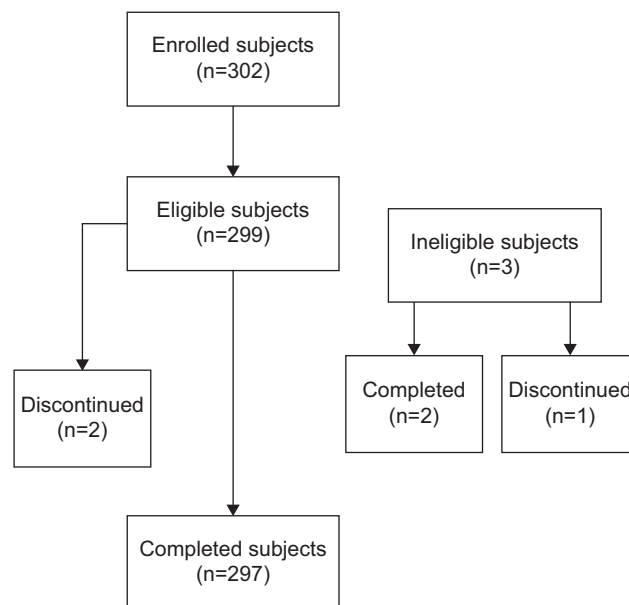 Enrolled subjects
(n=302)
Eligible subjects
(n=299)
Ineligible subjects
(n=3)
Discontinued
(n=2)
Completed
(n=2)
Discontinued
(n=1)
Completed subjects
(n=297)